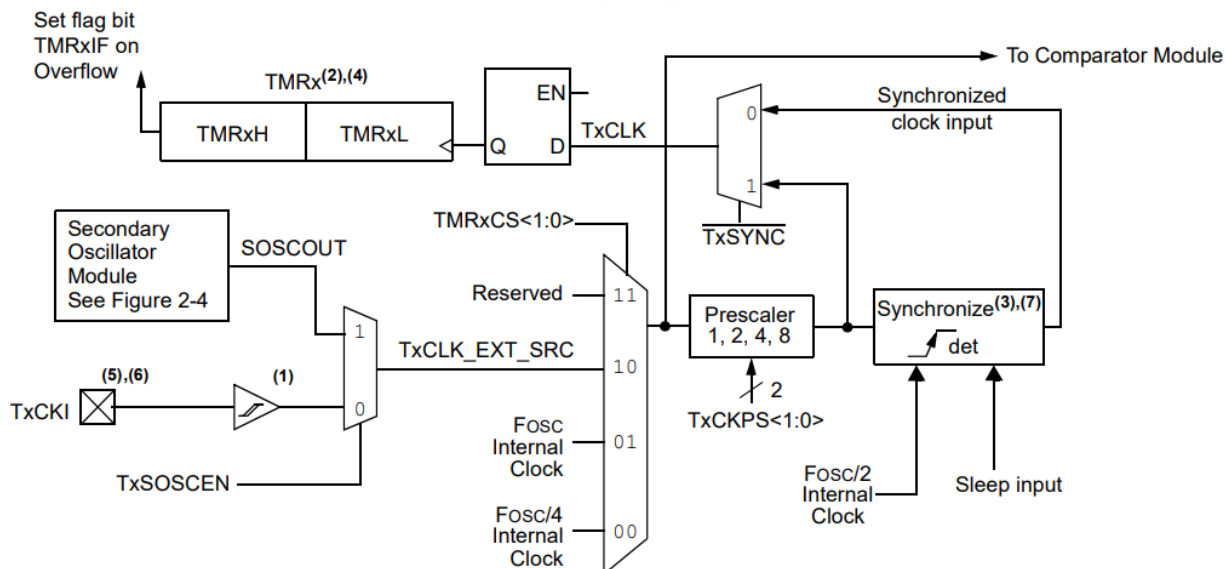 Set flag bit
TMRxIF on
Overflow
TMRx(2),(4)
TMRxH
TMRxL
EN
Q
D
TxCLK
0
1
TxSYNC
To Comparator Module
Synchronized
clock input
Secondary
Oscillator
Module
See Figure 2-4
SOSCOUT
TMRxCS<1:0>
Reserved
11
10
01
00
1
0
TxCLK_EXT_SRC
Prescaler
1, 2, 4, 8
2
TxCKPS<1:0>
Synchronize(3),(7)
det
(5),(6)
(1)
TxCKI
TxSOSCEN
FOSC
Internal
Clock
FOSC/4
Internal
Clock
FOSC/2
Internal
Clock
Sleep input